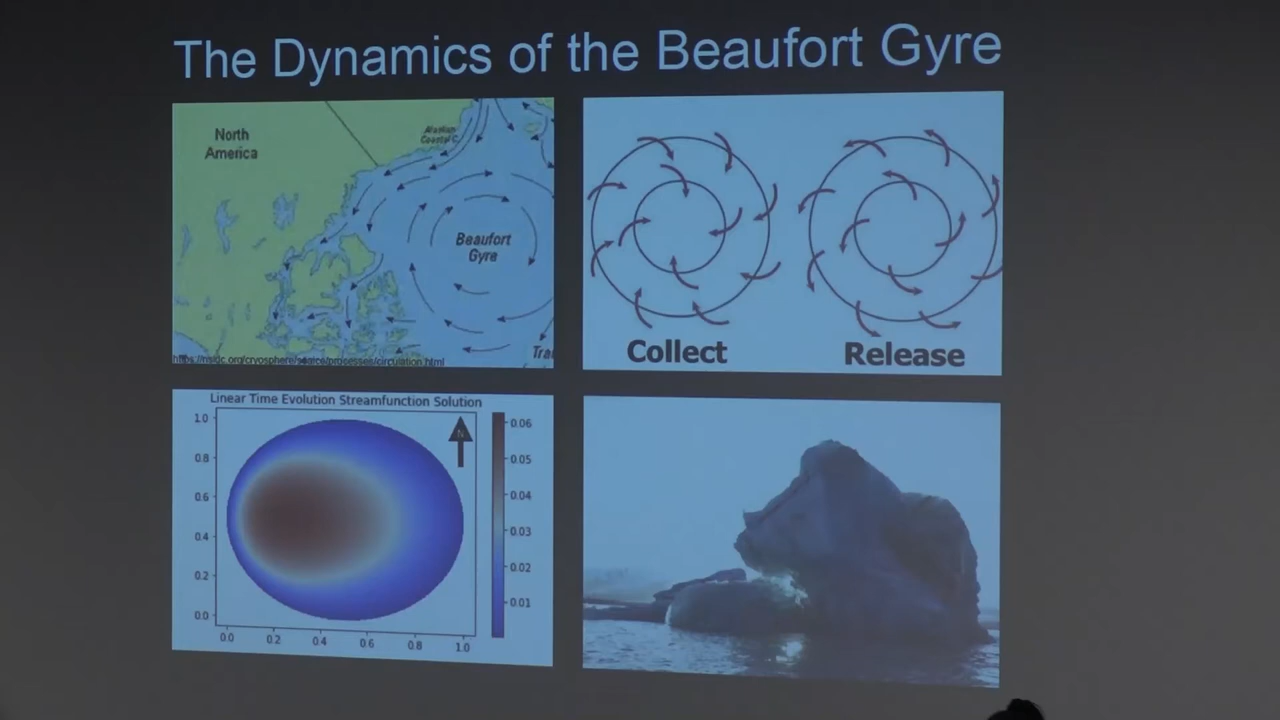 The Dynamics of the Beaufort Gyre
North
America
Alaskan
Coastal C.
Beaufort
Gyre
Collect
Release
Linear Time Evolution Streamfunction Solution
1.0
0.8
0.6
0.4
0.2
0.0
0.0
0.2
0.4
0.6
0.8
1.0
0.06
0.05
0.04
0.03
0.02
0.01
N